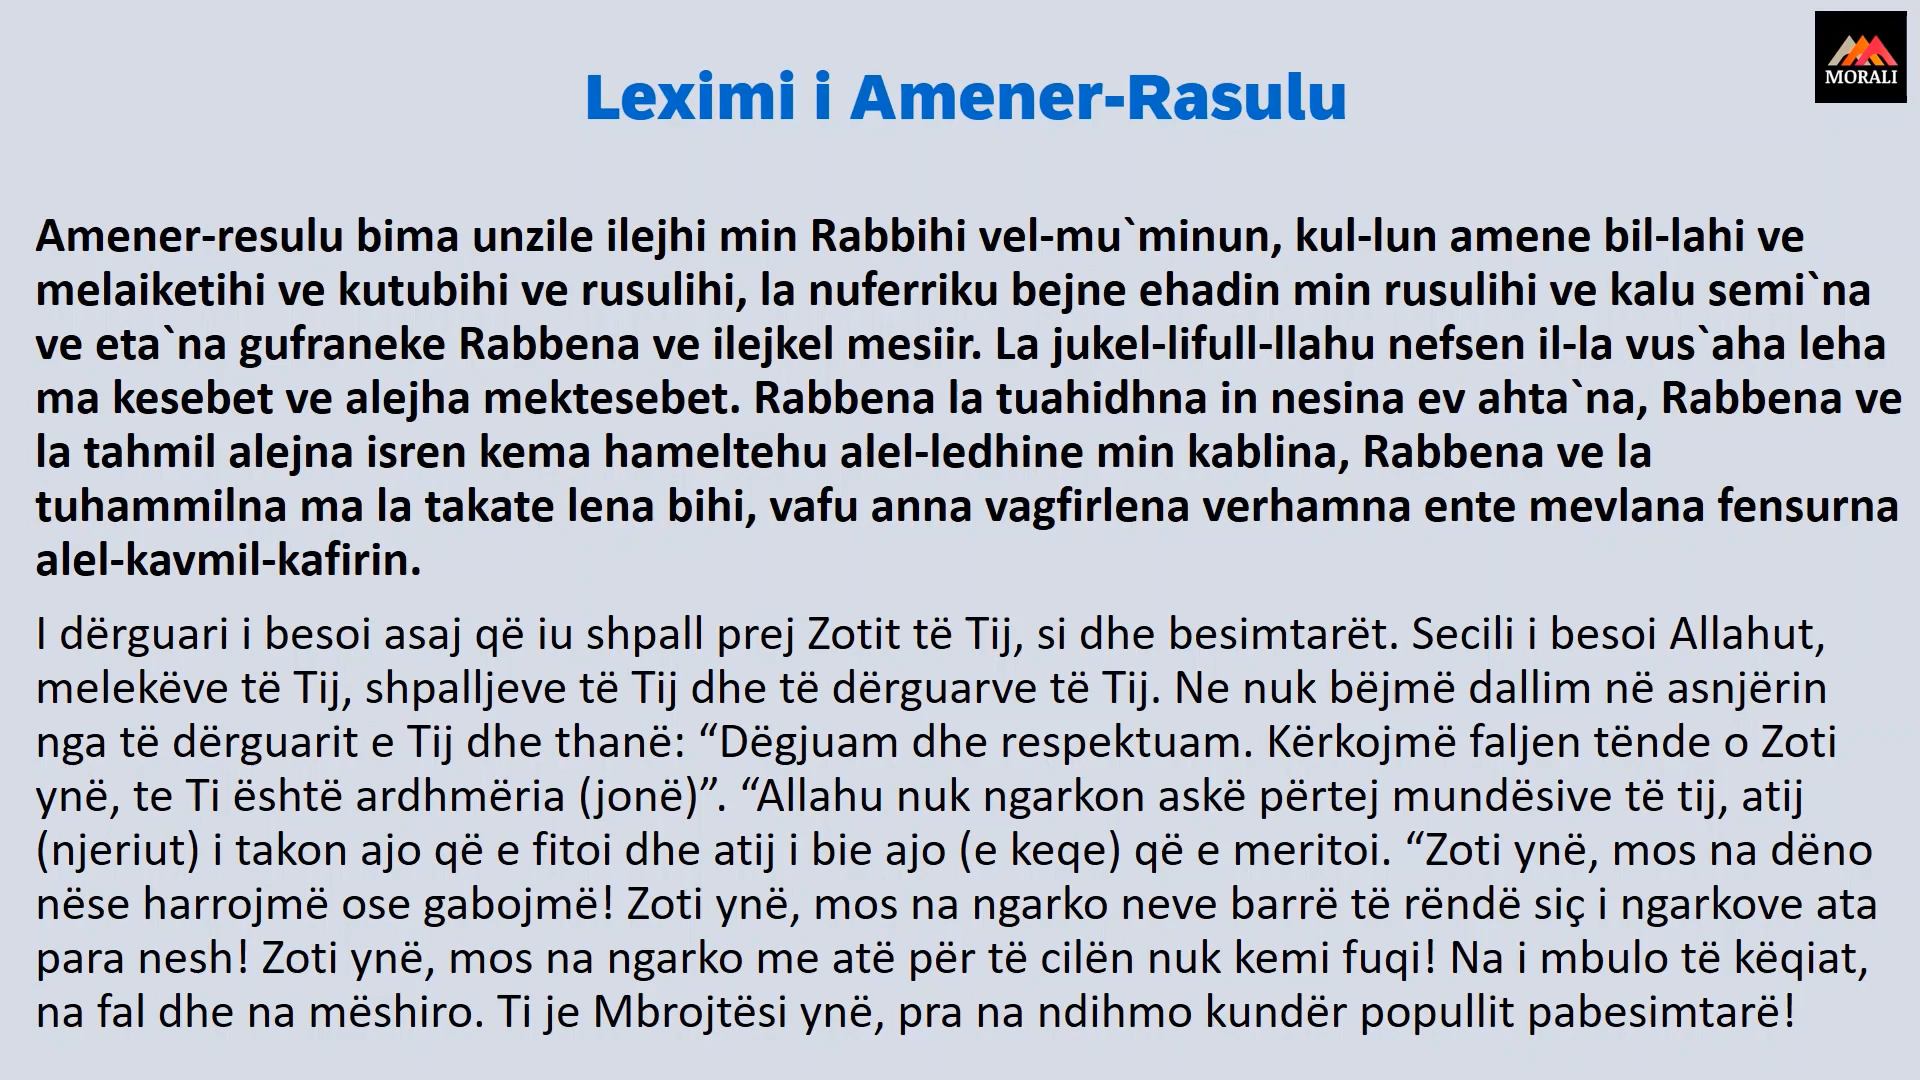 MORALI
Leximi i Amener-Rasulu
Amener-resulu bima unzile ilejhi min Rabbihi vel-mu`minun, kul-lun amene bil-lahi ve
melaiketihi ve kutubihi ve rusulihi, la nuferriku bejne ehadin min rusulihi ve kalu semi`na
ve eta`na gufraneke Rabbena ve ilejkel mesiir. La jukel-lifull-llahu nefsen il-la vus`aha leha
ma kesebet ve alejha mektesebet. Rabbena la tuahidhna in nesina ev ahta`na, Rabbena ve
la tahmil alejna isren kema hameltehu alel-ledhine min kablina, Rabbena ve la
tuhammilna ma la takate lena bihi, vafu anna vagfirlena verhamna ente mevlana fensurna
alel-kavmil-kafirin.
I dërguari i besoi asaj që iu shpall prej Zotit të Tij, si dhe besimtarët. Secili i besoi Allahut,
melekëve të Tij, shpalljeve të Tij dhe të dërguarve të Tij. Ne nuk bëjmë dallim në asnjërin
nga të dërguarit e Tij dhe thanë: “Dëgjuam dhe respektuam. Kërkojmë faljen tënde o Zoti
ynë, te Ti është ardhmëria (jonë)”. “Allahu nuk ngarkon askë përtej mundësive të tij, atij
(njeriut) i takon ajo që e fitoi dhe atij i bie ajo (e keqe) që e meritoi. “Zoti ynë, mos na dëno
nëse harrojmë ose gabojmë! Zoti ynë, mos na ngarko neve barrë të rëndë siç i ngarkove ata
para nesh! Zoti ynë, mos na ngarko me atë për të cilën nuk kemi fuqi! Na i mbulo të këqiat,
na fal dhe na mëshiro. Ti je Mbrojtësi ynë, pra na ndihmo kundër popullit pabesimtarë!